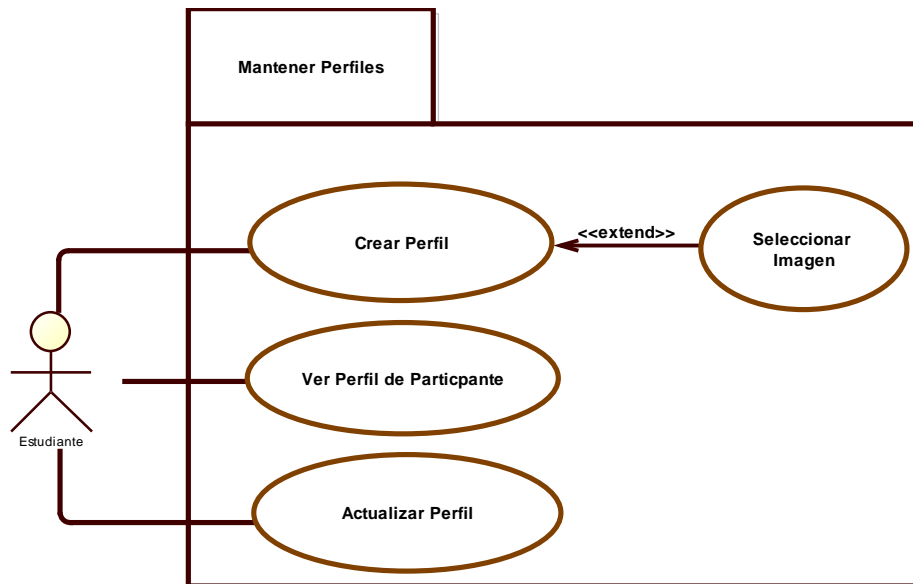 Mantener Perfiles
Crear Perfil
<<extend>>
Seleccionar
Imagen
Ver Perfil de Particpante
Estudiante
Actualizar Perfil